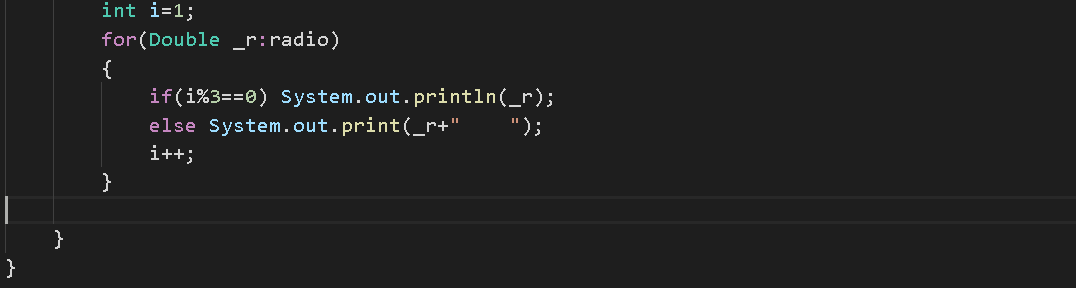 int i=1;
for(Double _r:radio)
{
if(i%3==0) System.out.println(_r);
else System.out.print(_r+"    ");
i++;
}
}
}